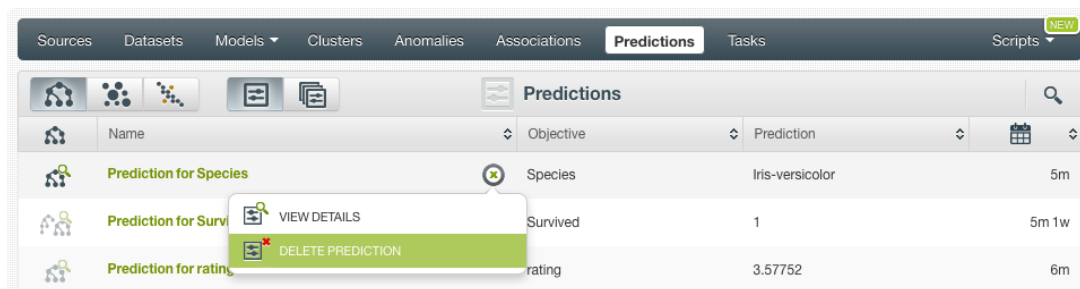 NEW
Sources Datasets Models Clusters Anomalies Associations Predictions Tasks Scripts
Predictions
Name Objective Prediction
Prediction for Species Species Iris-versicolor 5m
VIEW DETAILS
Prediction for Survi Survived 1 5m 1w
DELETE PREDICTION
Prediction for rating rating 3.57752 6m